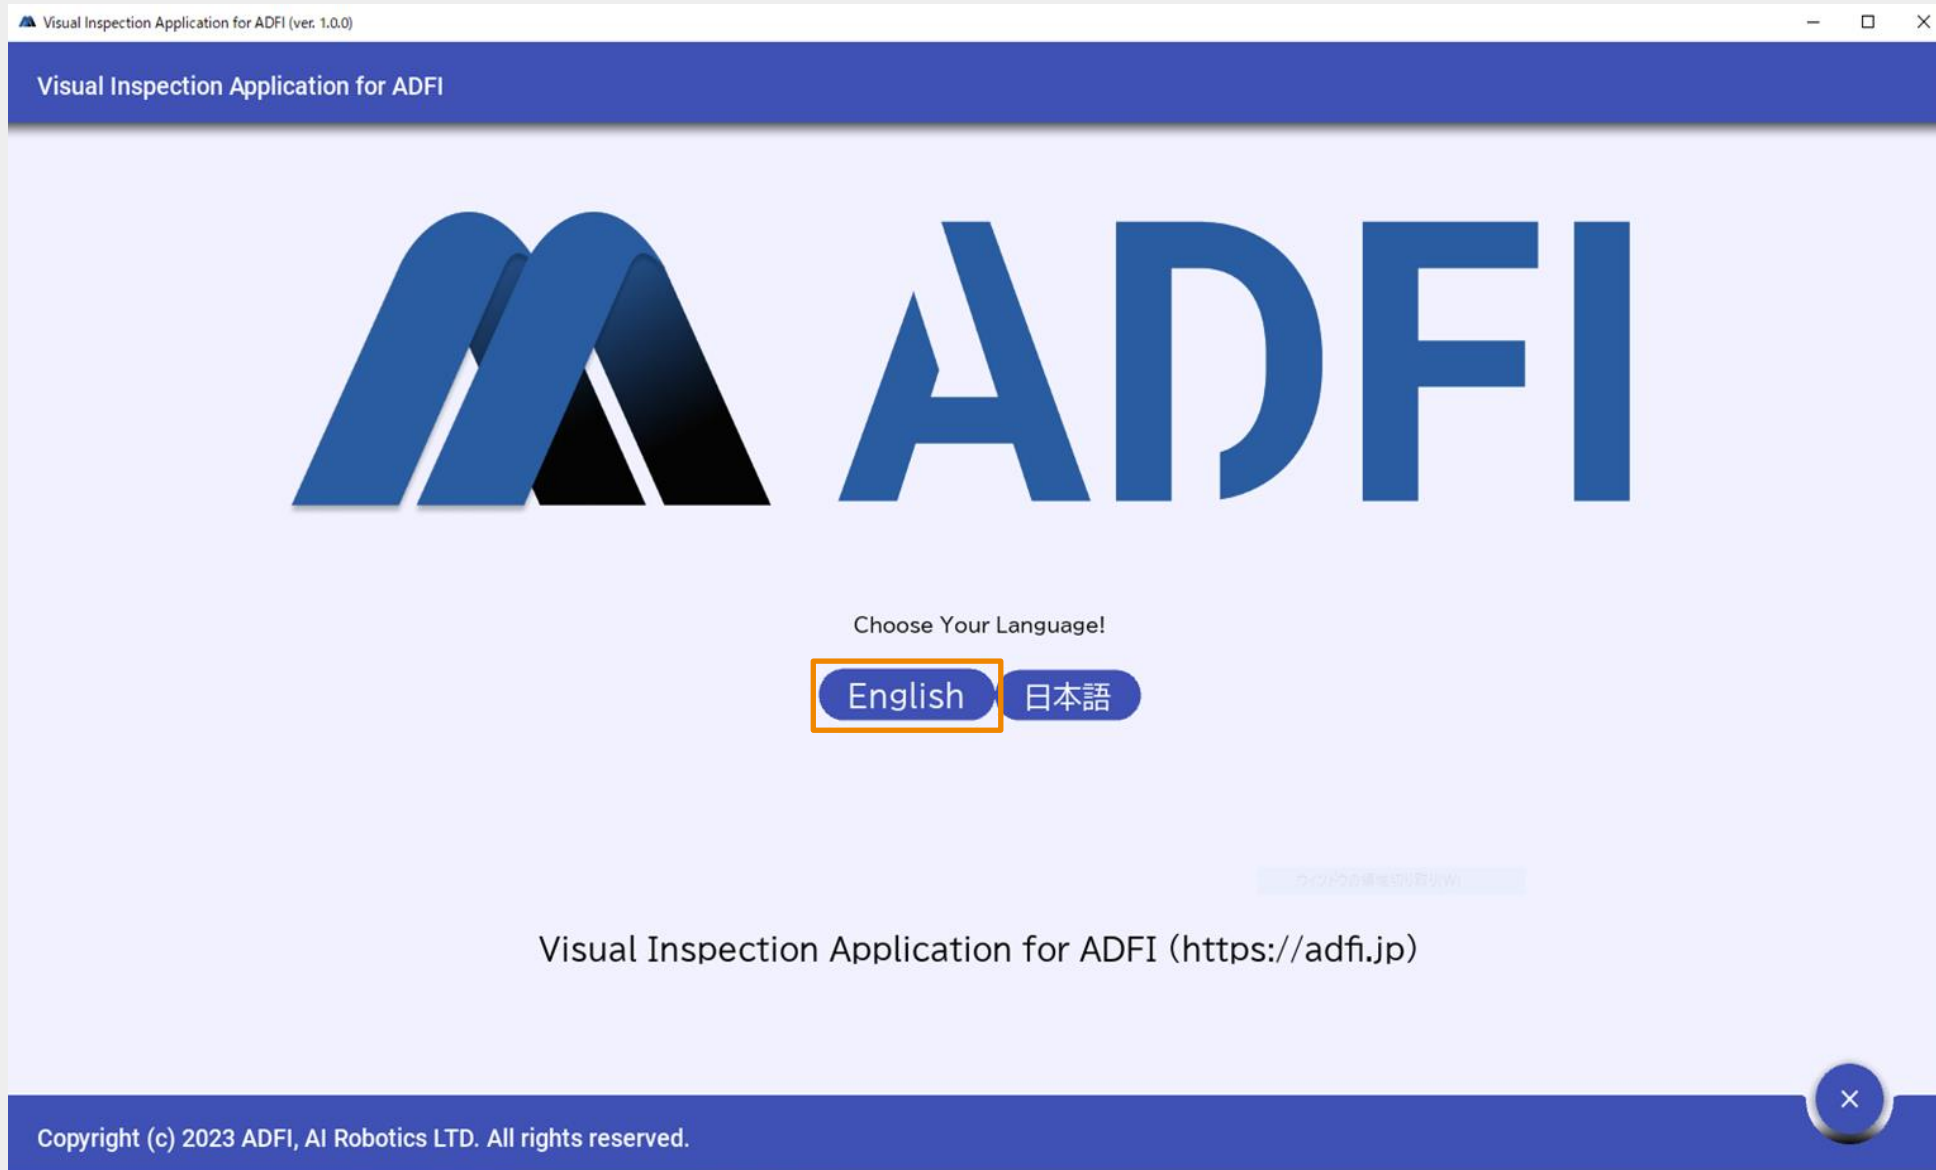 Visual Inspection Application for ADFI (ver. 1.0.0)
Visual Inspection Application for ADFI
ADFI
Choose Your Language!
English 日本語
Visual Inspection Application for ADFI (https://adfi.jp)
Copyright (c) 2023 ADFI, AI Robotics LTD. All rights reserved.